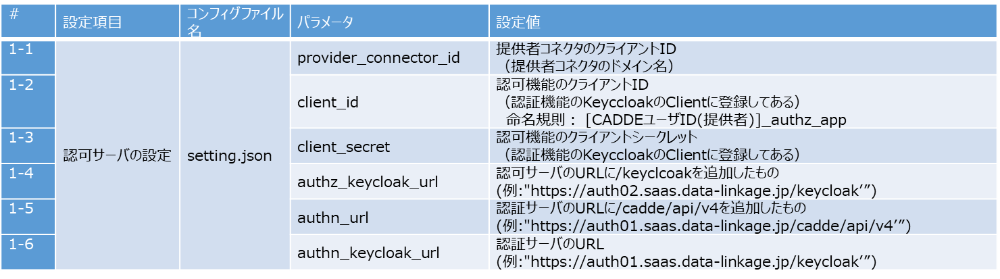 #
設定項目
コンフィグファイル
名
パラメータ
設定値
1-1
認可サーバの設定
setting.json
provider_connector_id
提供者コネクタのクライアントID
（提供者コネクタのドメイン名）
1-2
client_id
認可機能のクライアントID
（認証機能のKeyccloakのClientに登録してある）
命名規則： [CADDEユーザID(提供者)]_authz_app
1-3
client_secret
認可機能のクライアントシークレット
（認証機能のKeyccloakのClientに登録してある）
1-4
authz_keycloak_url
認可サーバのURLに/keyclcoakを追加したもの
(例:"https://auth02.saas.data-linkage.jp/keycloak’”)
1-5
authn_url
認証サーバのURLに/cadde/api/v4を追加したもの
(例:"https://auth01.saas.data-linkage.jp/cadde/api/v4’”)
1-6
authn_keycloak_url
認証サーバのURL
(例:"https://auth01.saas.data-linkage.jp/keycloak’”)